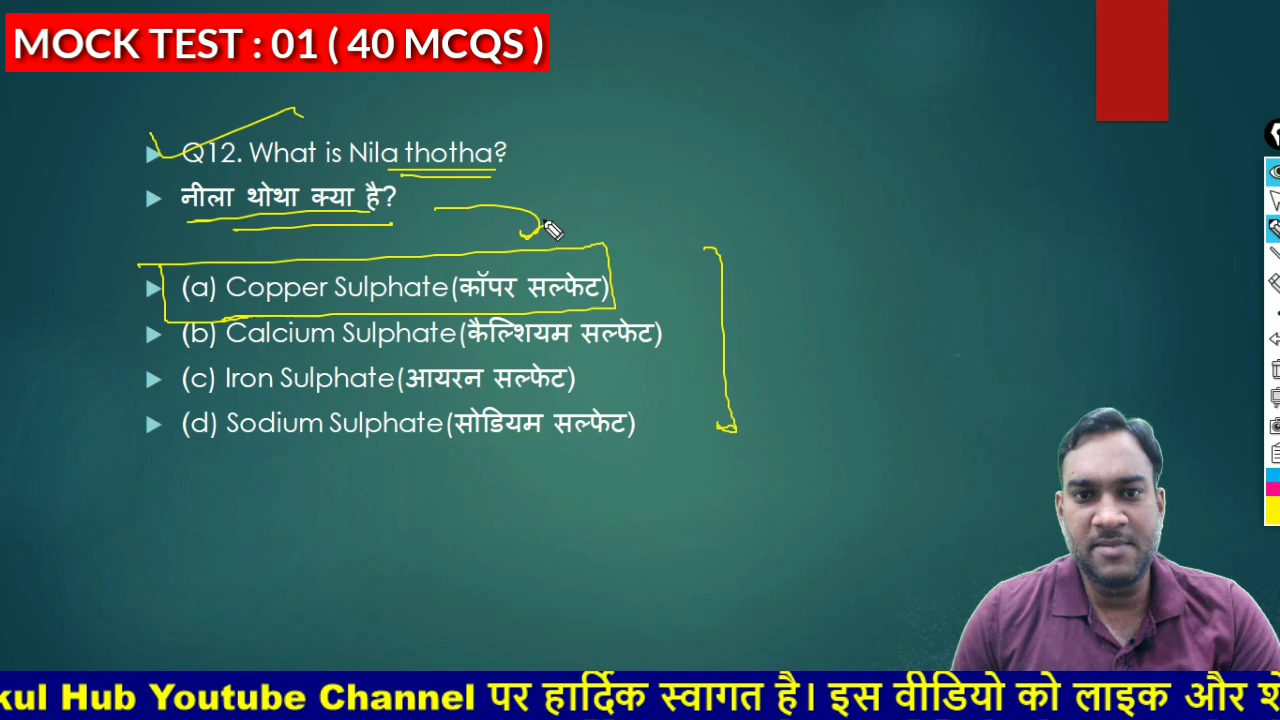 MOCK TEST : 01 ( 40 MCQS )
Q12. What is Nila thotha?
नीला थोथा क्या है?
(a) Copper Sulphate(कॉपर सल्फेट)
(b) Calcium Sulphate(कैल्शियम सल्फेट)
(c) Iron Sulphate(आयरन सल्फेट)
(d) Sodium Sulphate(सोडियम सल्फेट)
kul Hub Youtube Channel पर हार्दिक स्वागत है। इस वीडियो को लाइक और शे